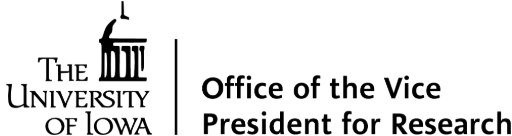 THE
UNIVERSITY
OF IOWA
Office of the Vice
President for Research